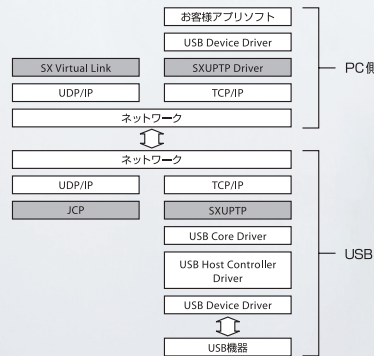 お客様アプリソフト
USB Device Driver
SX Virtual Link
SXUPTP Driver
PC側
UDP/IP
TCP/IP
ネットワーク
ネットワーク
UDP/IP
TCP/IP
JCP
SXUPTP
USB Core Driver
USB
USB Host Controller
Driver
USB Device Driver
USB機器